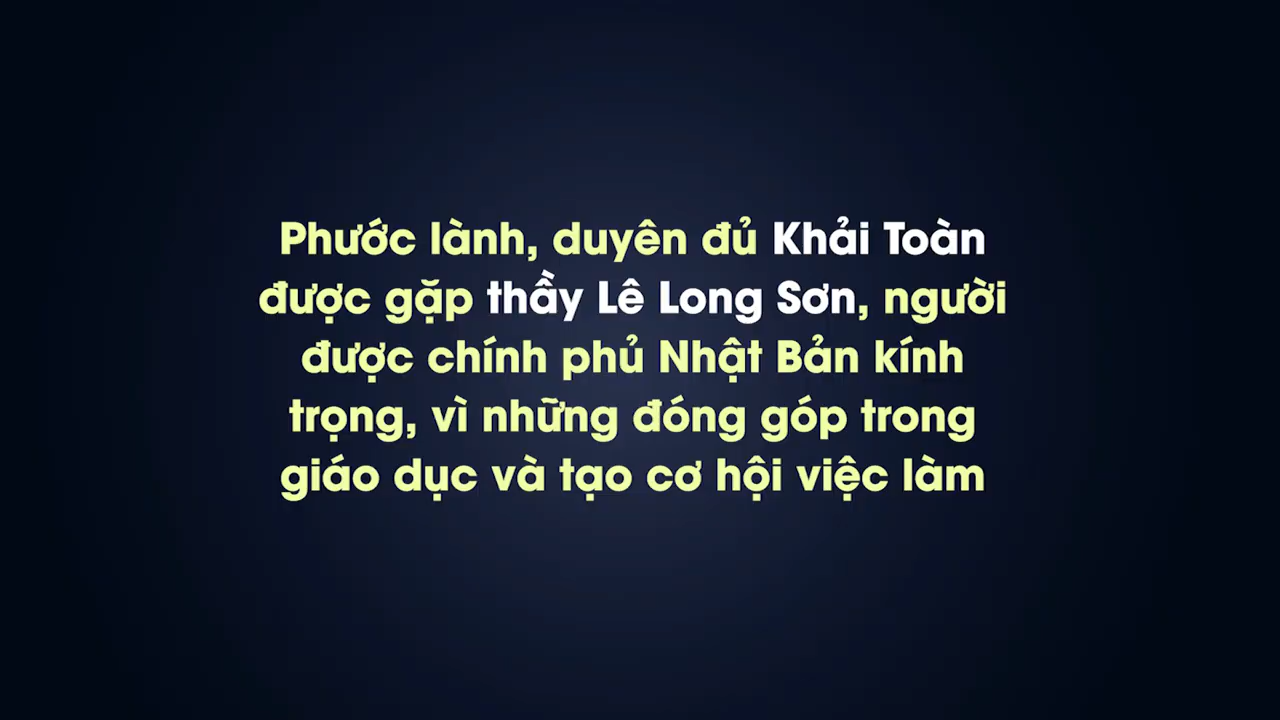 Phước lành, duyên đủ Khải Toàn
được gặp thầy Lê Long Sơn, người
được chính phủ Nhật Bản kính
trọng, vì những đóng góp trong
giáo dục và tạo cơ hội việc làm